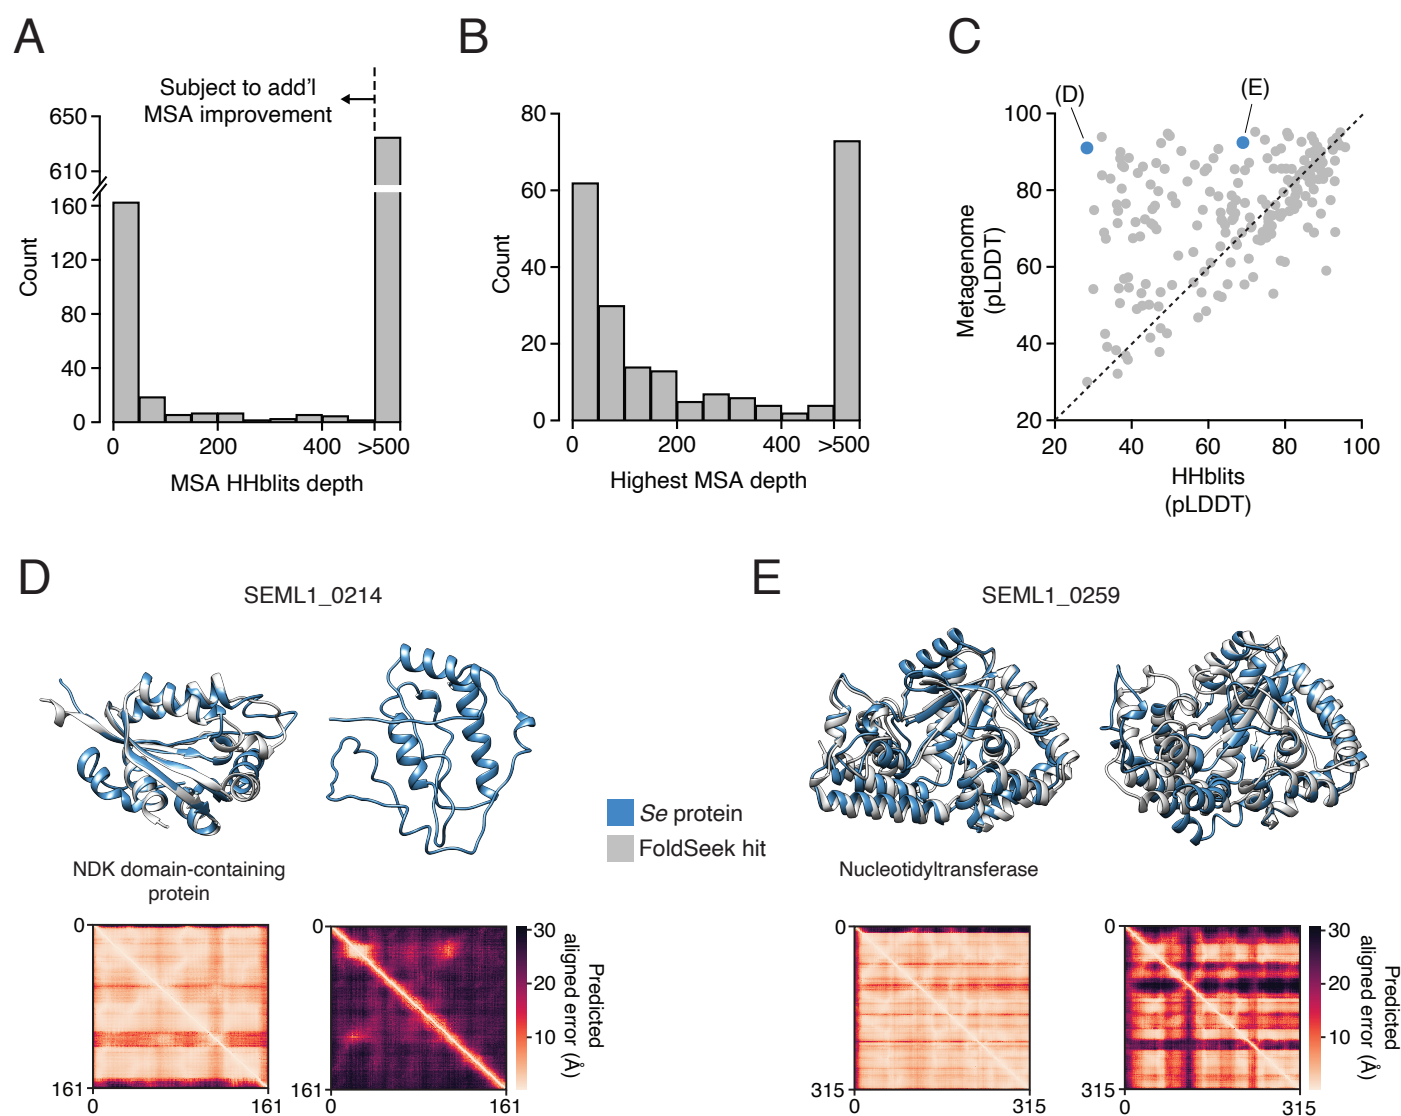 A
Subject to add'l
MSA improvement
650
610
160
120
80
40
0
Count
0
200
400
>500
MSA HHblits depth
B
80
60
40
20
0
Count
0
200
400
>500
Highest MSA depth
C
(D)
(E)
100
80
60
40
20
Metagenome
(pLDDT)
20
40
60
80
100
HHblits
(pLDDT)
D
SEML1_0214
NDK domain-containing
protein
0
161
0
161
0
161
0
161
30
20
10
Predicted
aligned error (Å)
Se protein
FoldSeek hit
E
SEML1_0259
Nucleotidyltransferase
0
315
0
315
0
315
0
315
30
20
10
Predicted
aligned error (Å)